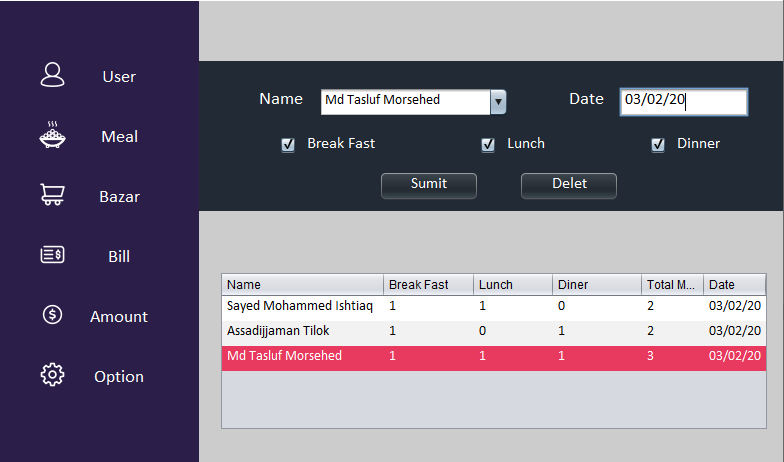 User
Meal
Bazar
Bill
Amount
Option
Name Md Tasluf Morsehed Date 03/02/20
Break Fast Lunch Dinner
Sumit Delet
Name Break Fast Lunch Diner Total M... Date
Sayed Mohammed Ishtiaq 1 1 0 2 03/02/20
Assadijjaman Tilok 1 0 1 2 03/02/20
Md Tasluf Morsehed 1 1 1 3 03/02/20